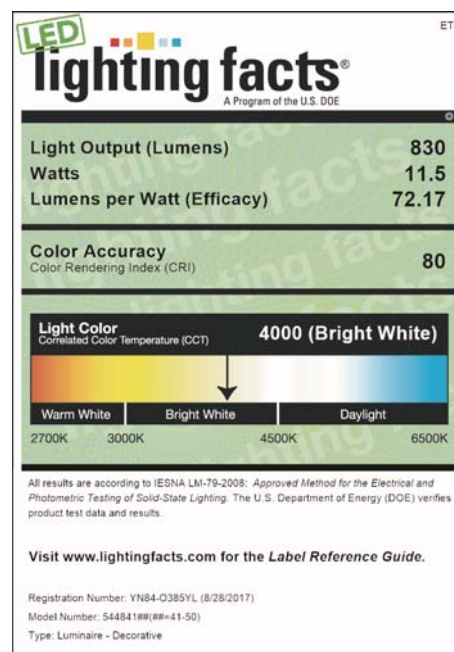 ET
LED
lighting facts®
A Program of the U.S. DOE
Light Output (Lumens) 830
Watts 11.5
Lumens per Watt (Efficacy) 72.17
Color Accuracy
Color Rendering Index (CRI) 80
Light Color
Correlated Color Temperature (CCT) 4000 (Bright White)
Warm White Bright White Daylight
2700K 3000K 4500K 6500K
All results are according to IESNA LM-79-2008: Approved Method for the Electrical and
Photometric Testing of Solid-State Lighting. The U.S. Department of Energy (DOE) verifies
product test data and results.
Visit www.lightingfacts.com for the Label Reference Guide.
Registration Number: YN84-O385YL (8/28/2017)
Model Number: 544841##(##=41-50)
Type: Luminaire - Decorative